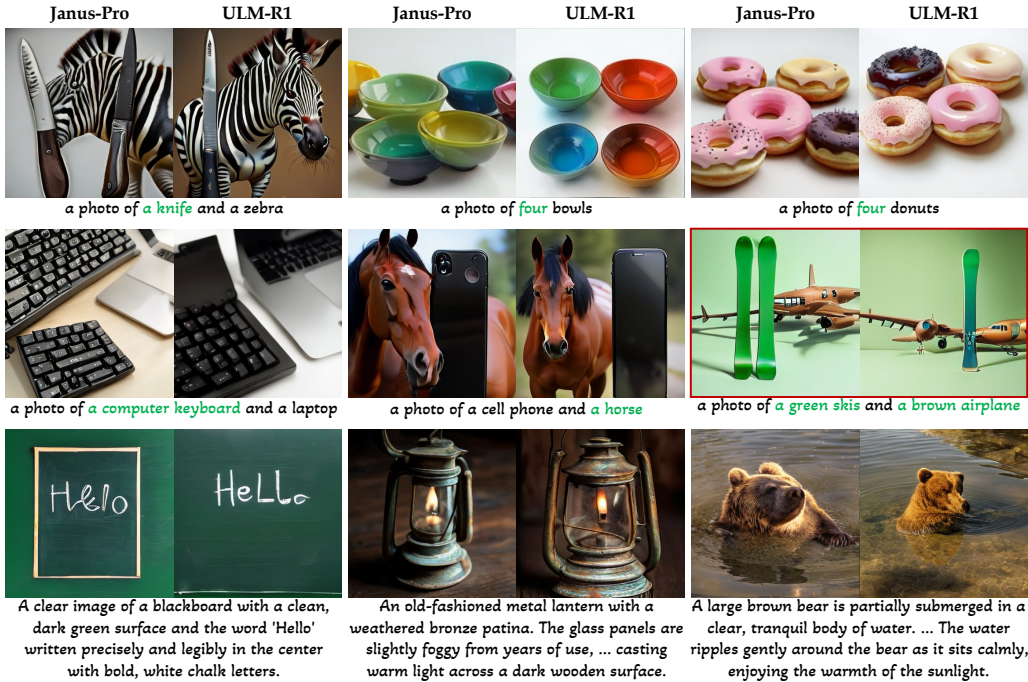 Janus-Pro
ULM-R1
Janus-Pro
ULM-R1
Janus-Pro
ULM-R1
a photo of a knife and a zebra
a photo of four bowls
a photo of four donuts
a photo of a computer keyboard and a laptop
a photo of a cell phone and a horse
a photo of a green skis and a brown airplane
Hello
HeLLo
A clear image of a blackboard with a clean,
dark green surface and the word 'Hello'
written precisely and legibly in the center
with bold, white chalk letters.
An old-fashioned metal lantern with a
weathered bronze patina. The glass panels are
slightly foggy from years of use, ... casting
warm light across a dark wooden surface.
A large brown bear is partially submerged in a
clear, tranquil body of water. ... The water
ripples gently around the bear as it sits calmly,
enjoying the warmth of the sunlight.